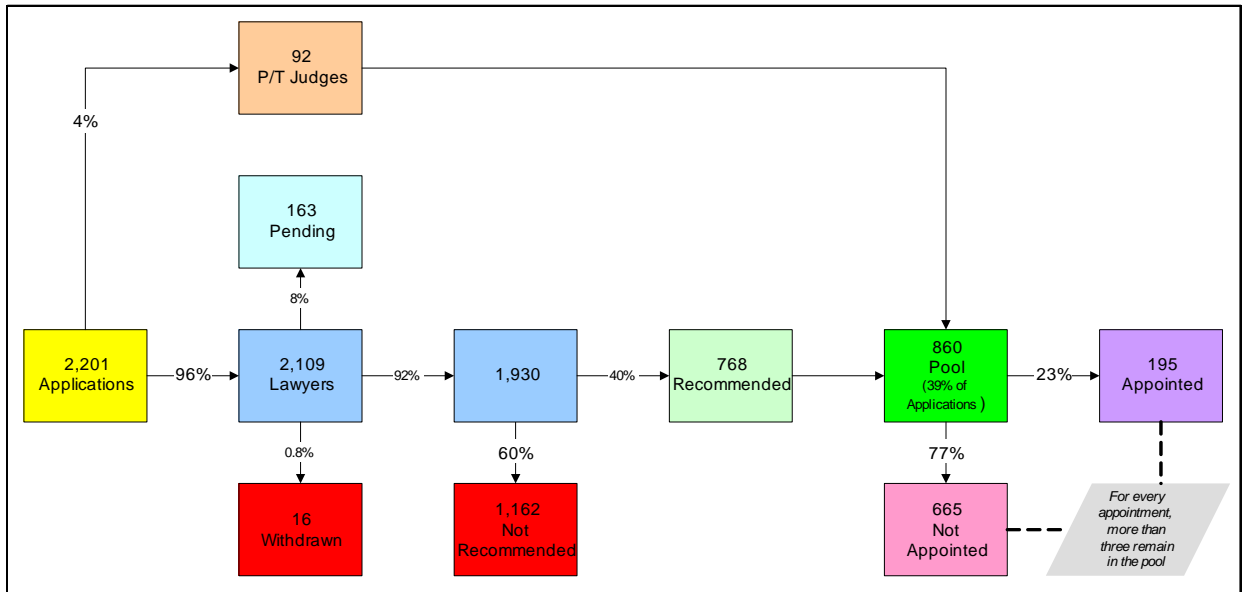 92
P/T Judges
4%
163
Pending
8%
2,201
Applications
96%
2,109
Lawyers
92%
1,930
40%
768
Recommended
860
Pool
(39% of
Applications )
23%
195
Appointed
0.8%
60%
77%
16
Withdrawn
1,162
Not
Recommended
665
Not
Appointed
For every
appointment,
more than
three remain
in the pool